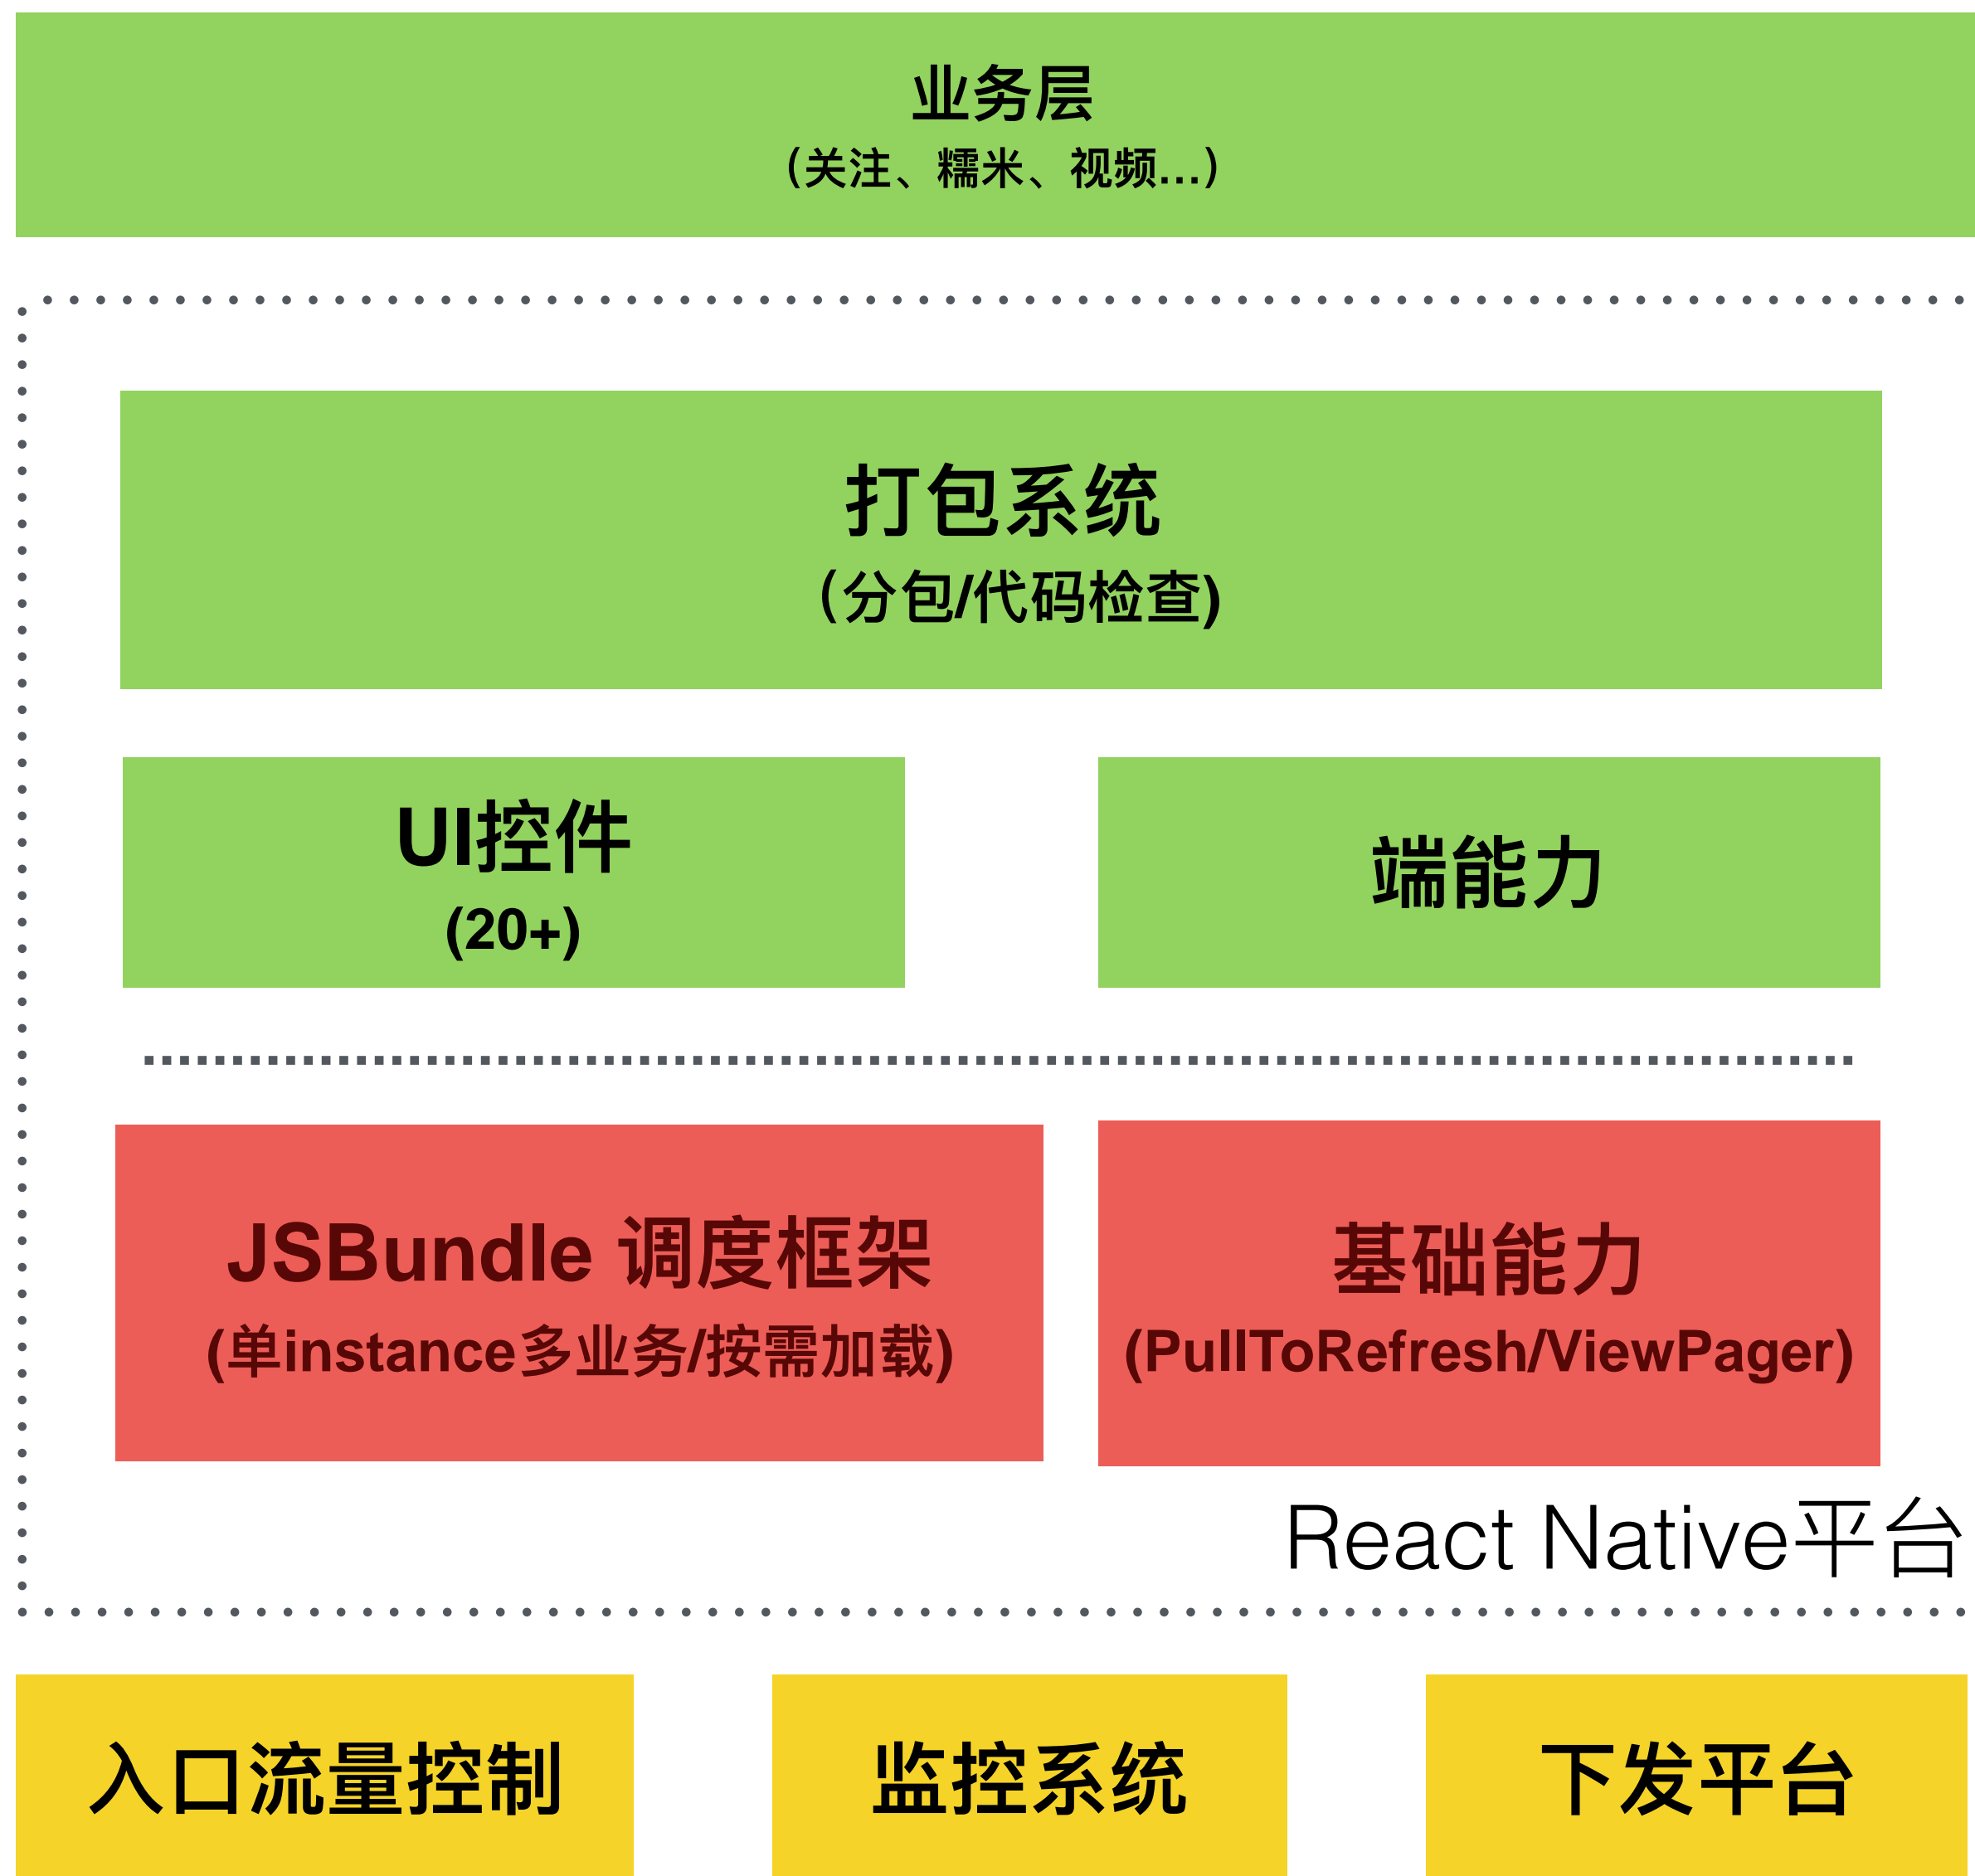 业务层
(关注、糯米、视频...)
打包系统
(分包/代码检查)
UI控件
(20+)
端能力
JSBundle 调度框架
(单instance多业务/按需加载)
基础能力
(PullToRefresh/ViewPager)
React Native平台
入口流量控制
监控系统
下发平台